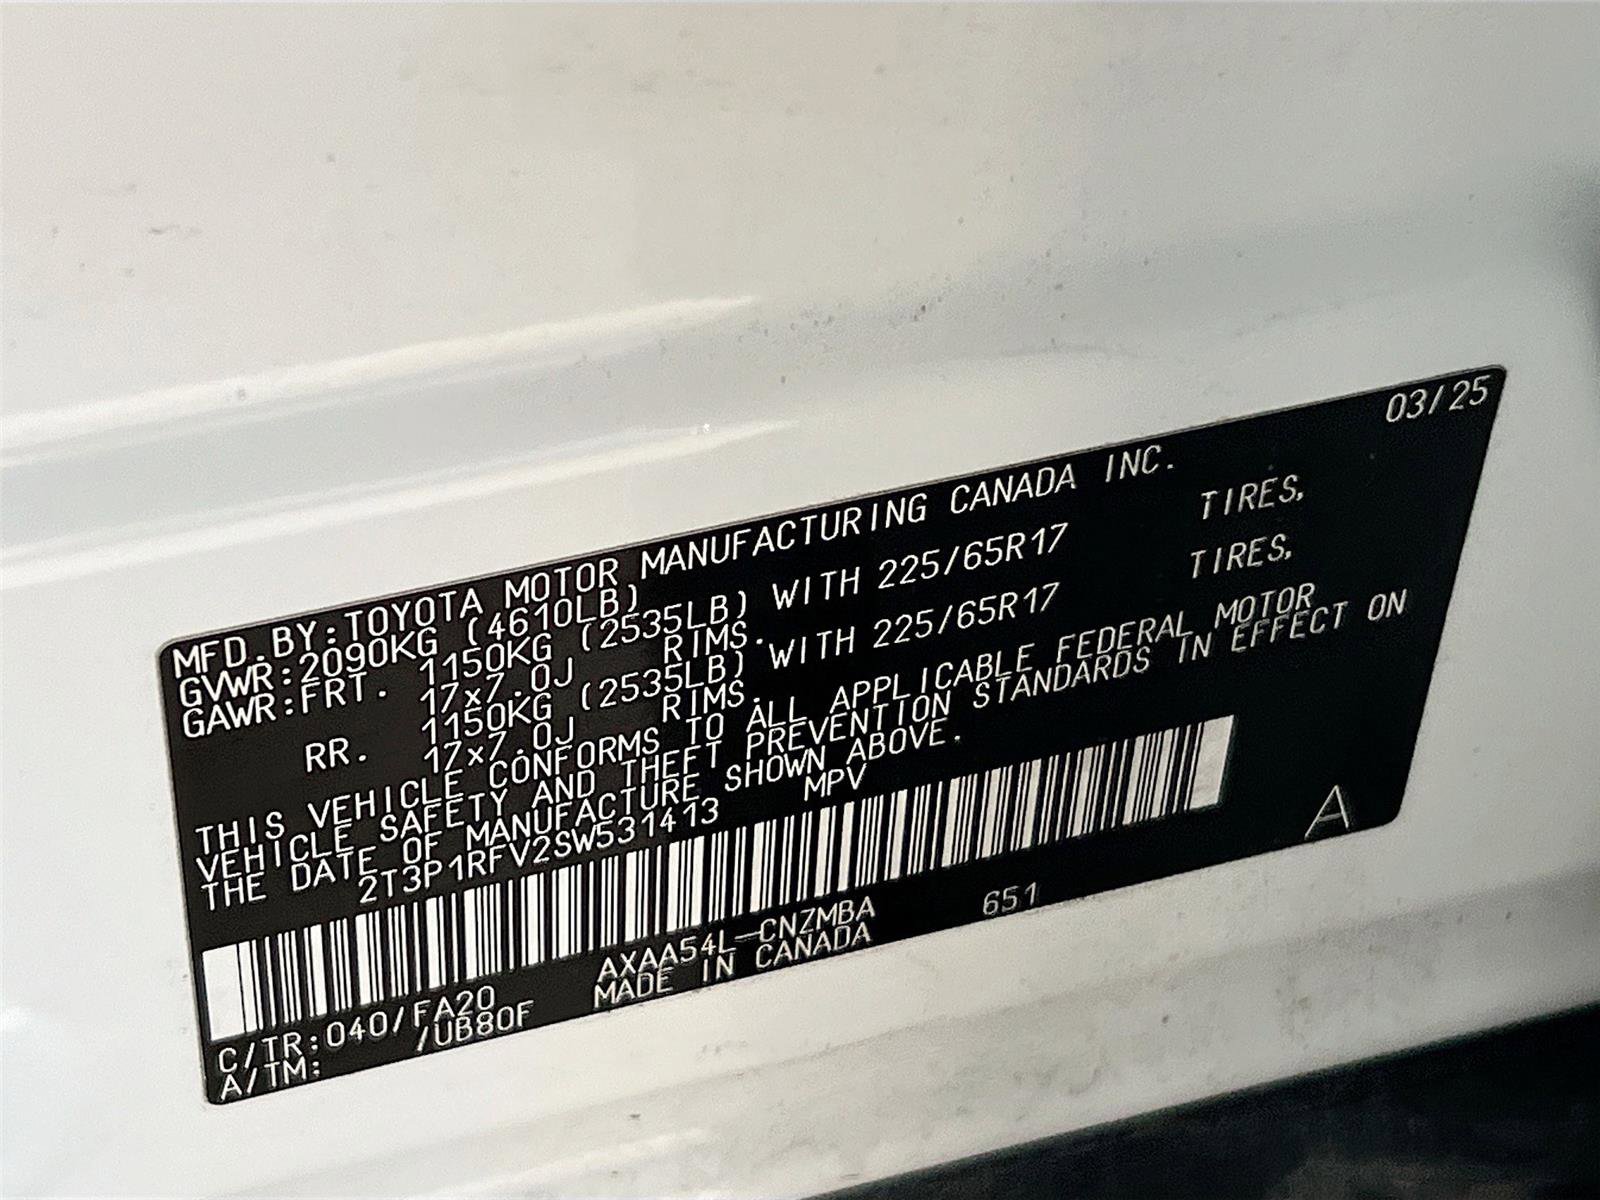 03/25
MFD.BY:TOYOTA MOTOR MANUFACTURING CANADA INC.
GVWR:2090KG (4610LB)
GAWR:FRT. 1150KG (2535LB) WITH 225/65R17 TIRES,
17x7.0J RIMS.
RR. 1150KG (2535LB) WITH 225/65R17 TIRES,
17x7.0J RIMS.
THIS VEHICLE CONFORMS TO ALL APPLICABLE FEDERAL MOTOR
VEHICLE SAFETY AND THEFT PREVENTION STANDARDS IN EFFECT ON
THE DATE OF MANUFACTURE SHOWN ABOVE.
2T3P1RFV2SW531413 MPV
A
AXAA54L-CNZMBA 651
C/TR:040/FA20 MADE IN CANADA
A/TM: /UB80F